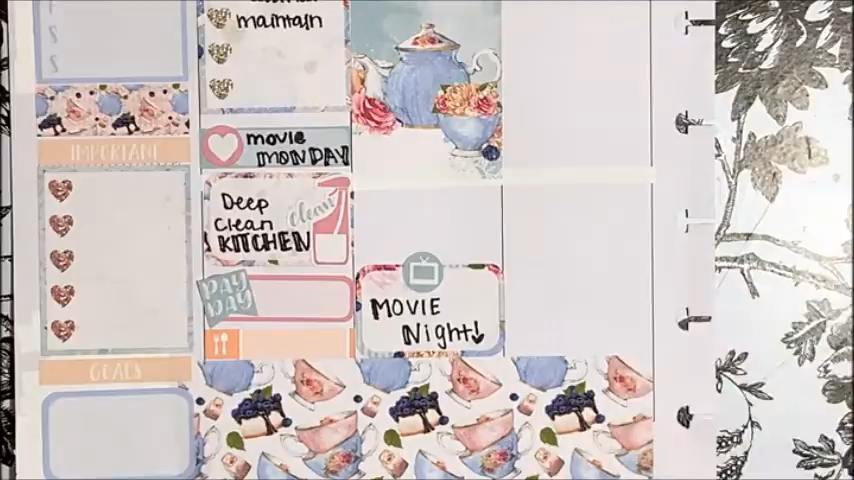 S
S
IMPORTANT
GOALS
maintain
movie
MONDAY
Deep
Clean
KITCHEN
clean
PAY
DAY
MOVIE
Night!